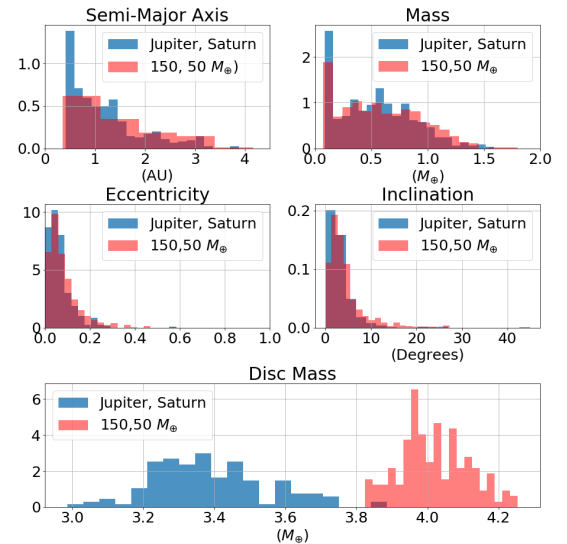 Semi-Major Axis
Jupiter, Saturn
150, 50 M⊕)
0.0
0.5
1.0
1
2
3
4
(AU)
Mass
Jupiter, Saturn
150,50 M⊕
0
1
2
0.5
1.0
1.5
2.0
(M⊕)
Eccentricity
Jupiter, Saturn
150,50 M⊕
0
5
10
0.0
0.2
0.4
0.6
0.8
1.0
Inclination
Jupiter, Saturn
150,50 M⊕
0.0
0.1
0.2
0
10
20
30
40
(Degrees)
Disc Mass
Jupiter, Saturn
150,50 M⊕
0
2
4
6
3.0
3.2
3.4
3.6
3.8
4.0
4.2
(M⊕)